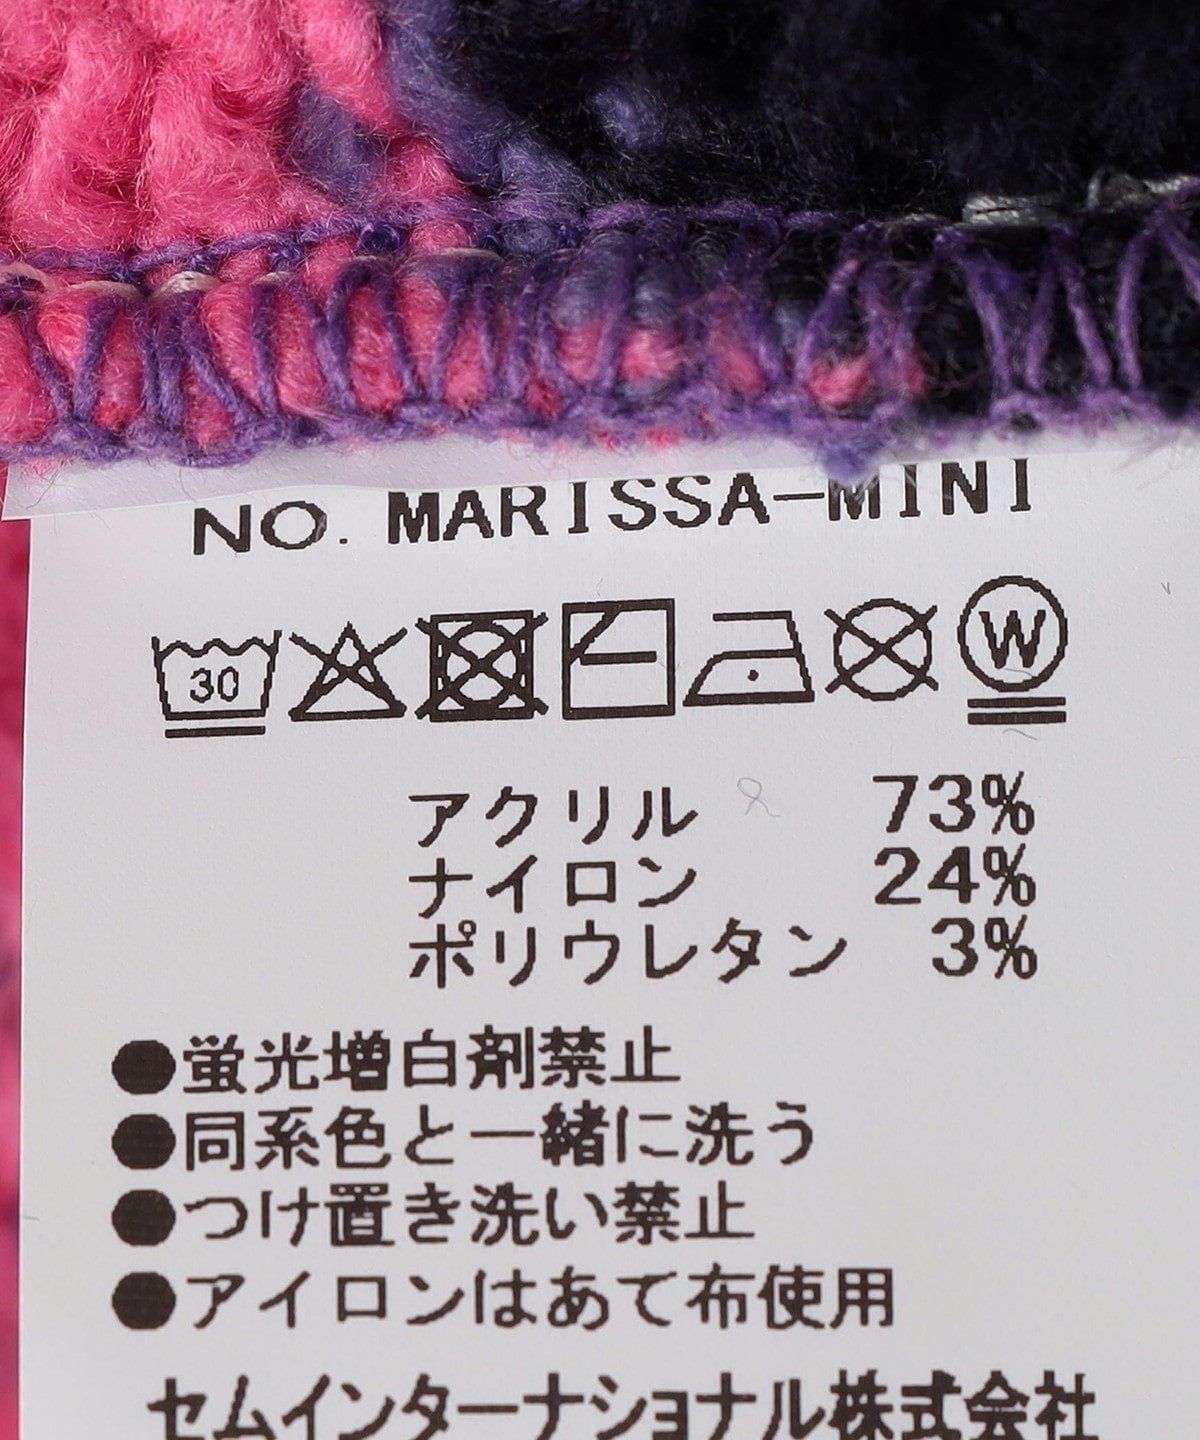 NO. MARISSA-MINI
30
W
アクリル 73%
ナイロン 24%
ポリウレタン 3%
●蛍光増白剤禁止
●同系色と一緒に洗う
●つけ置き洗い禁止
●アイロンはあて布使用
セムインターナショナル株式会社